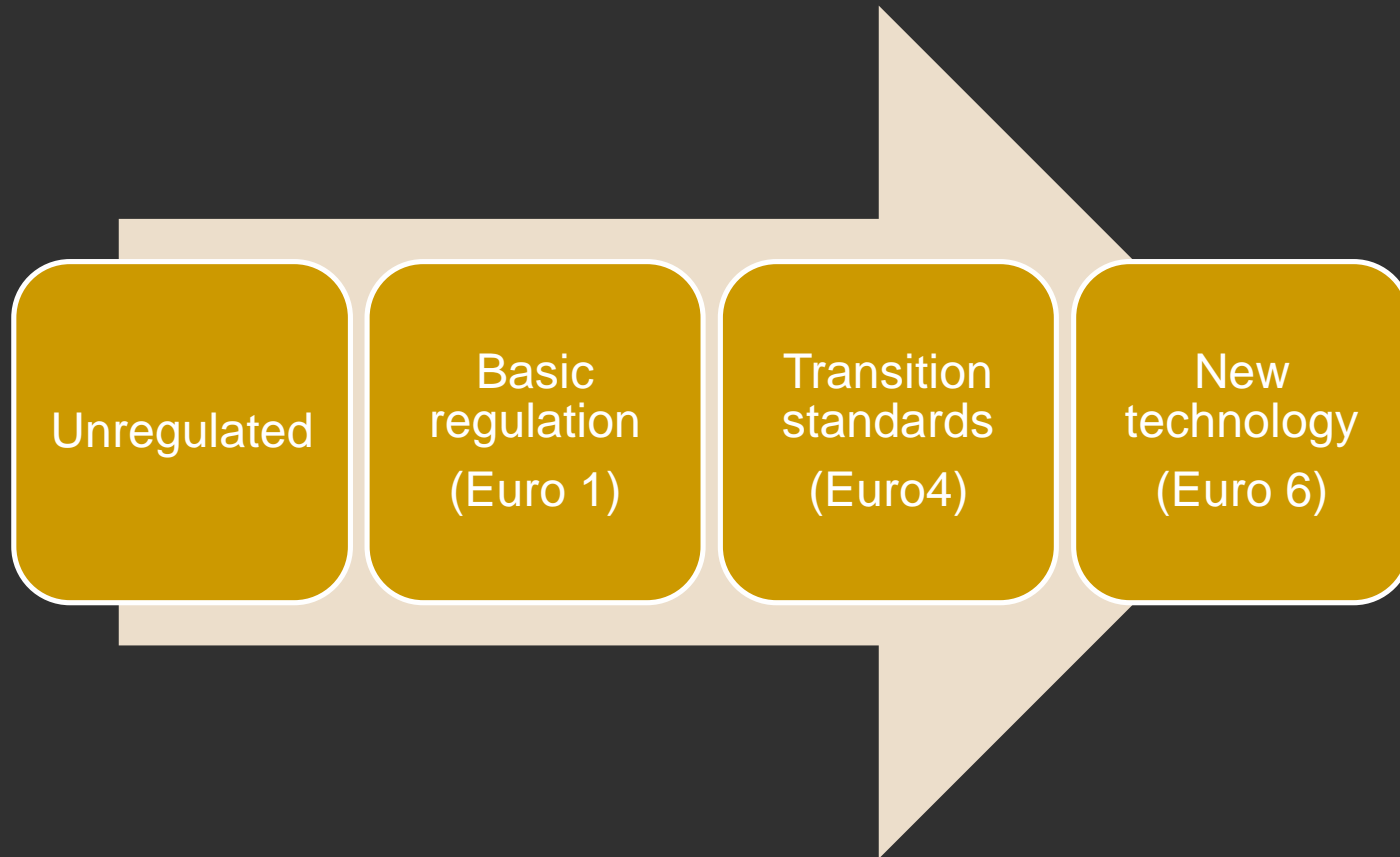 Unregulated
Basic
regulation
(Euro 1)
Transition
standards
(Euro4)
New
technology
(Euro 6)